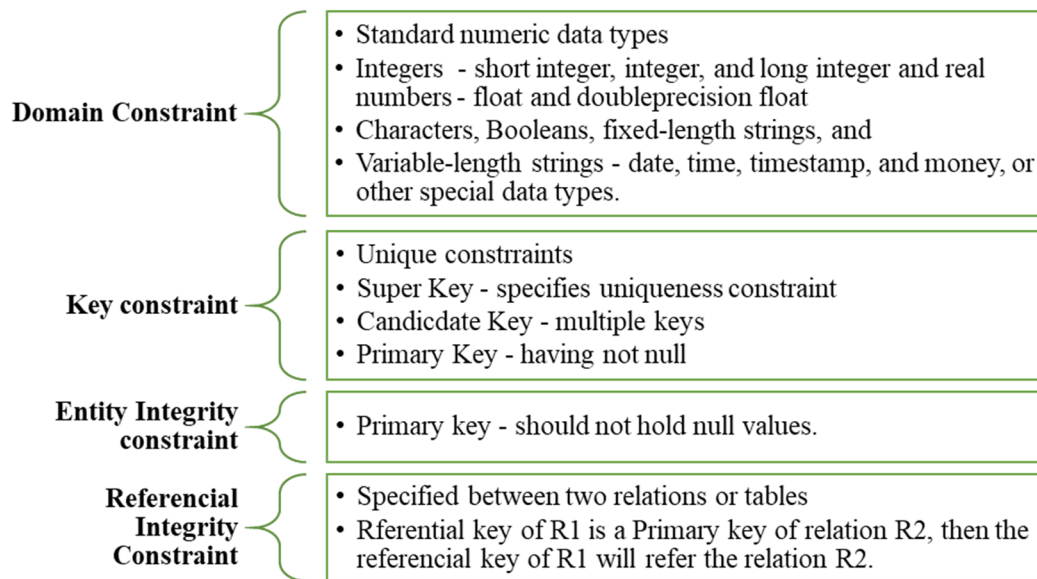 Domain Constraint
• Standard numeric data types
• Integers - short integer, integer, and long integer and real
numbers - float and doubleprecision float
• Characters, Booleans, fixed-length strings, and
• Variable-length strings - date, time, timestamp, and money, or
other special data types.
Key constraint
• Unique constrraints
• Super Key - specifies uniqueness constraint
• Candicdate Key - multiple keys
• Primary Key - having not null
Entity Integrity
constraint
• Primary key - should not hold null values.
Referencial
Integrity
Constraint
• Specified between two relations or tables
• Rferential key of R1 is a Primary key of relation R2, then the
referencial key of R1 will refer the relation R2.